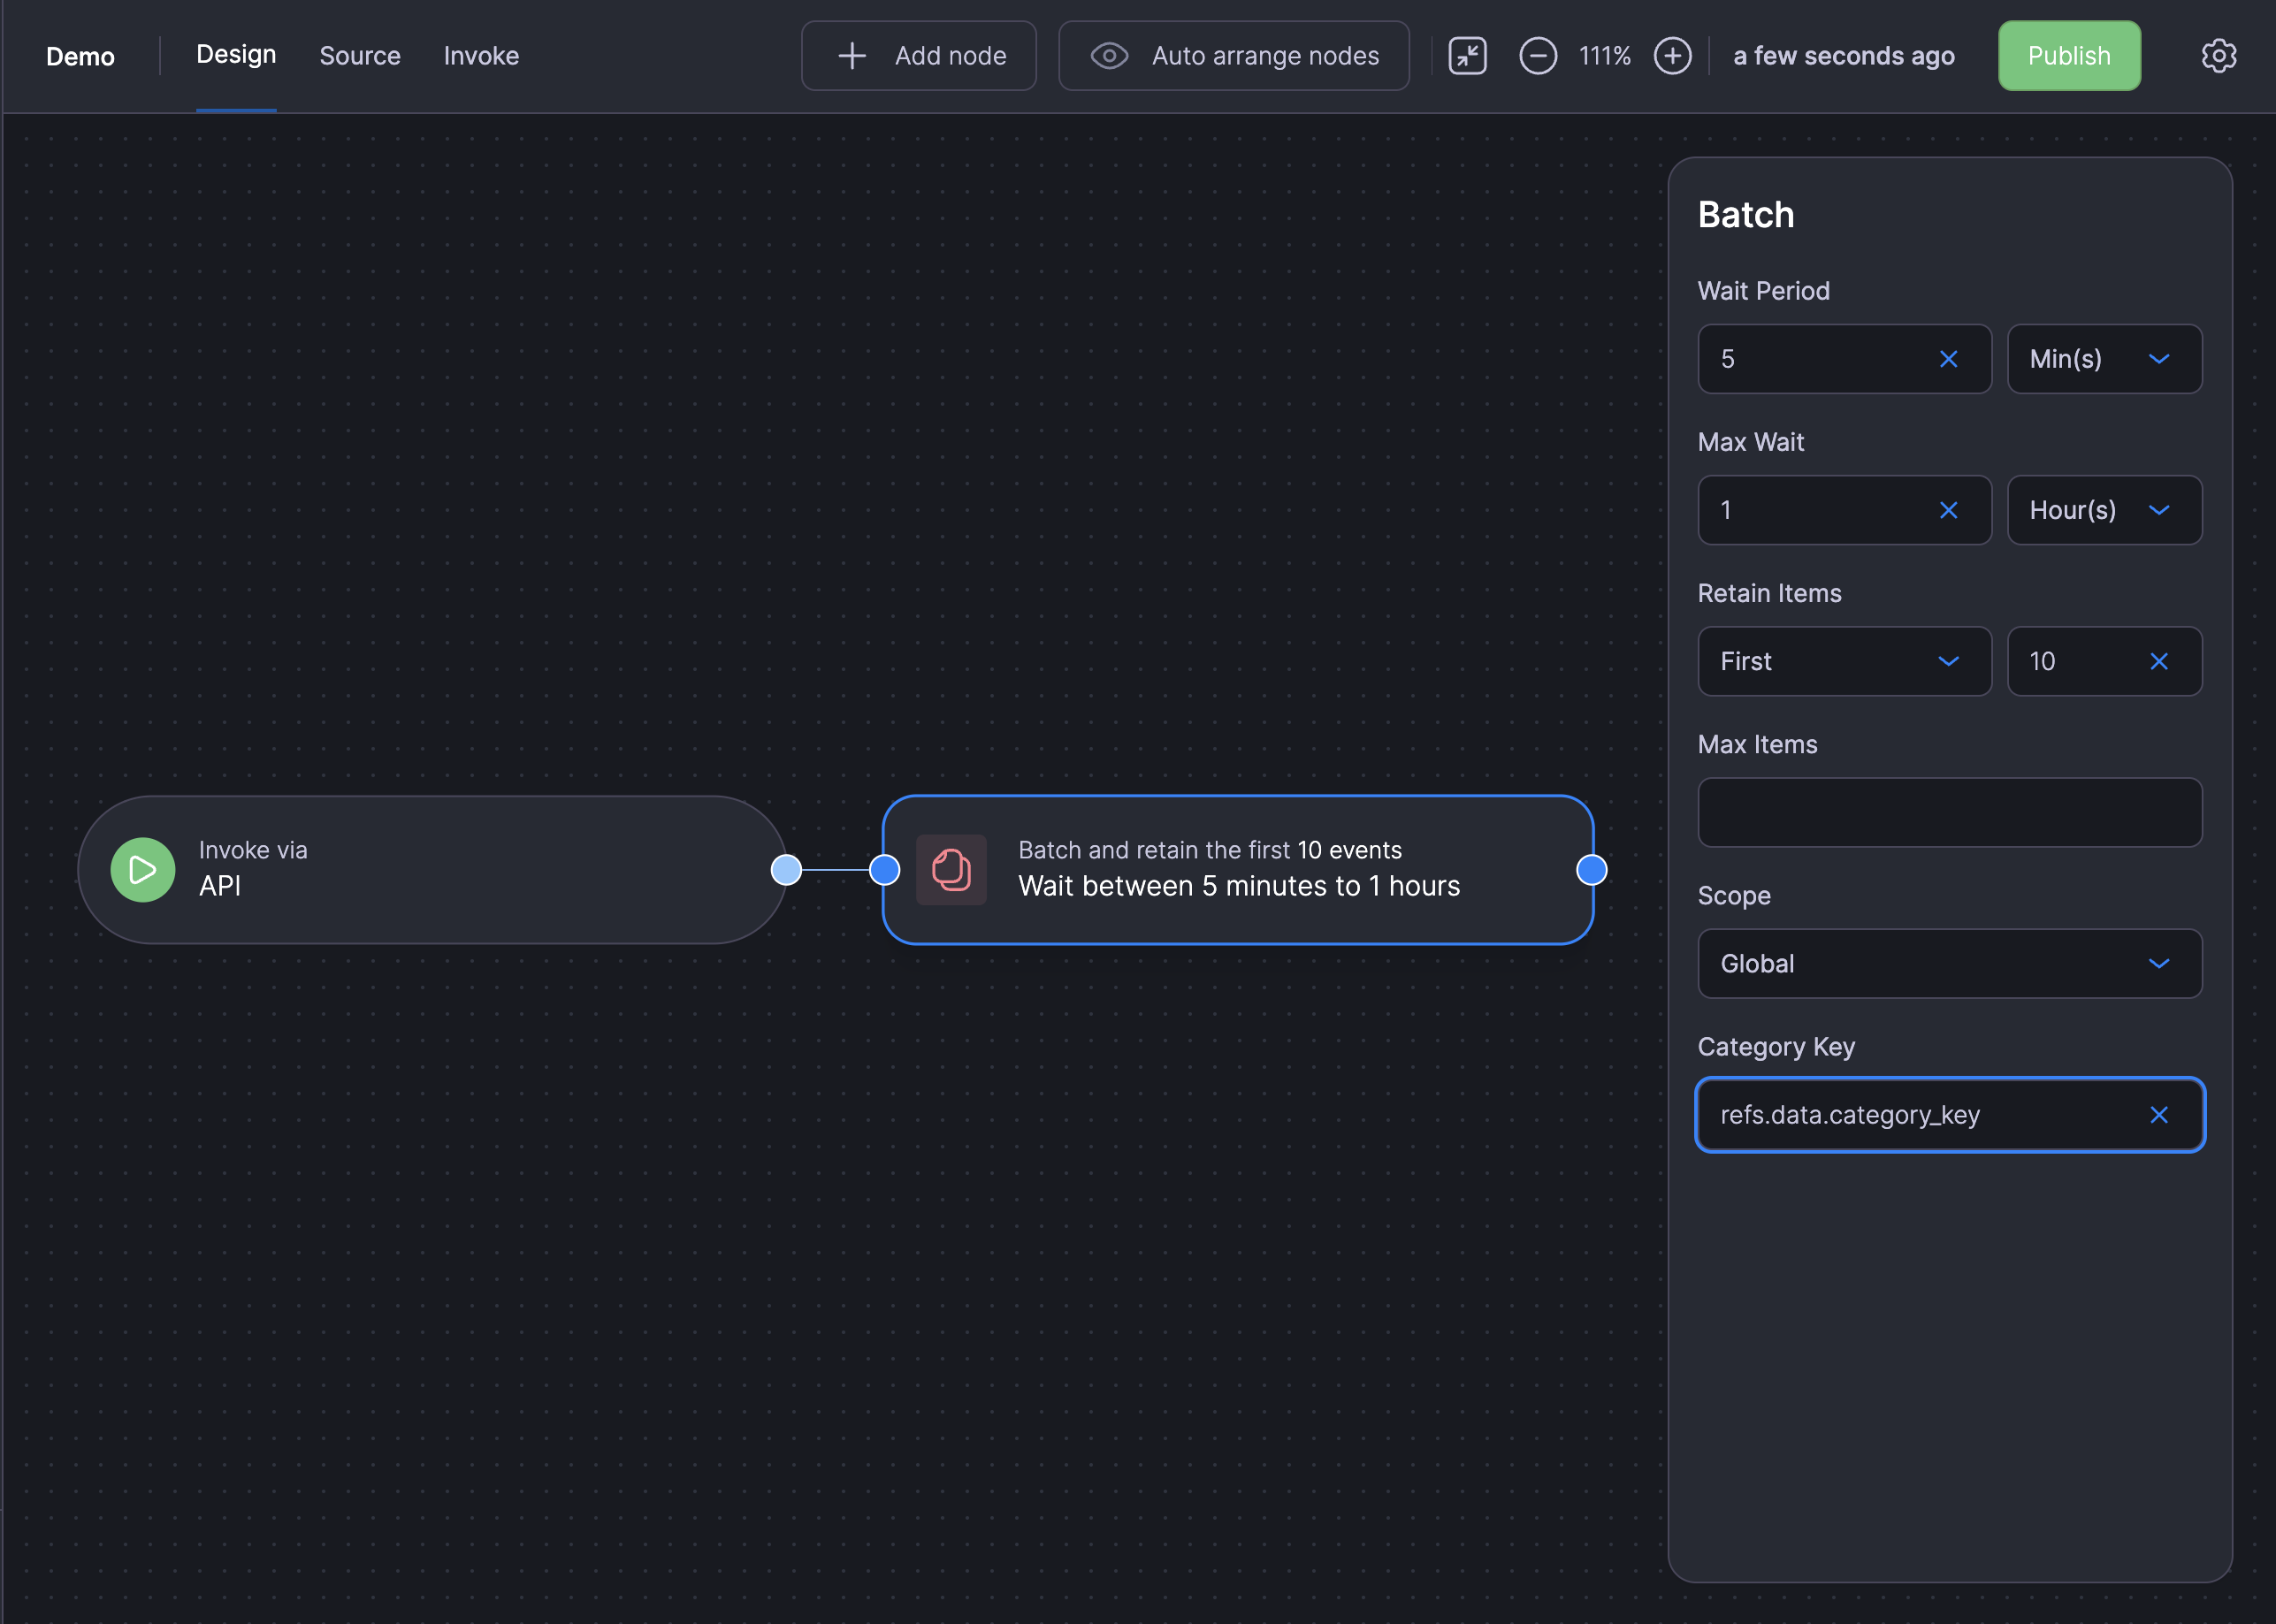 Demo
Design
Source
Invoke
Add node
Auto arrange nodes
111%
a few seconds ago
Publish
Invoke via
API
Batch and retain the first 10 events
Wait between 5 minutes to 1 hours
Batch
Wait Period
5
Min(s)
Max Wait
1
Hour(s)
Retain Items
First
10
Max Items
Scope
Global
Category Key
refs.data.category_key